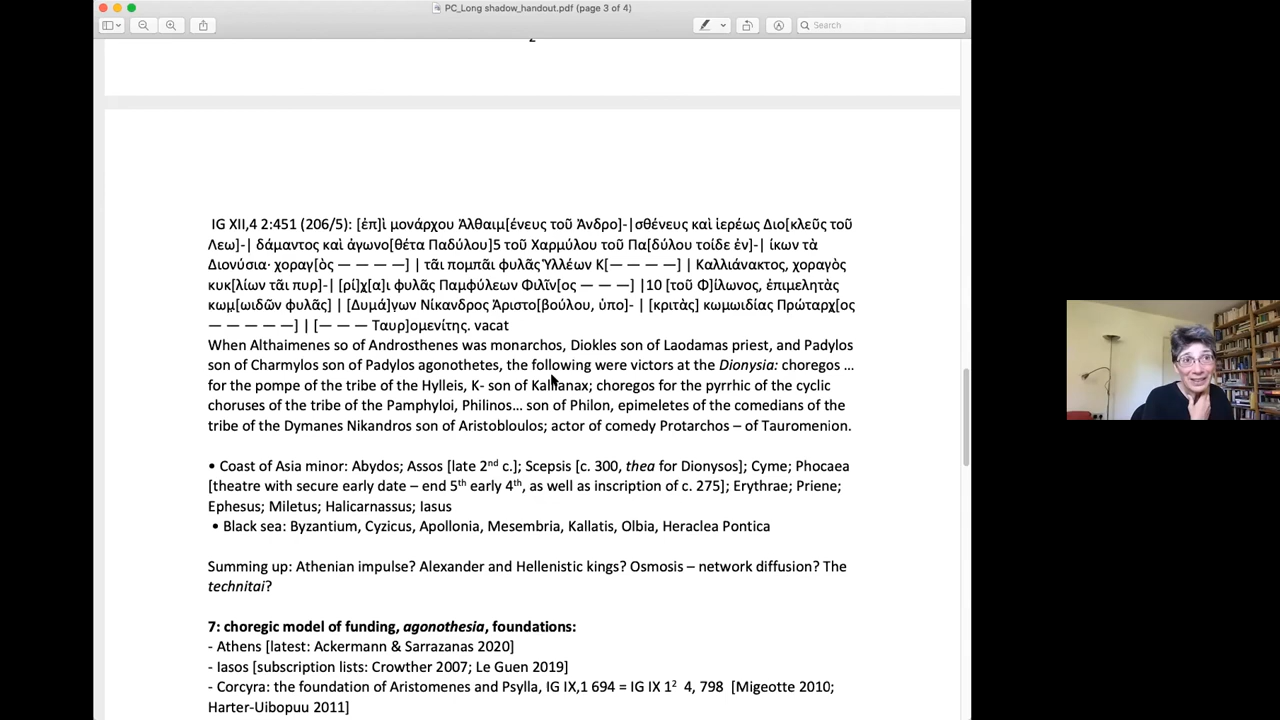 PC_Long shadow_handout.pdf (page 3 of 4)
Search
2
IG XII,4 2:451 (206/5): [ἐπ]ὶ μονάρχου Ἀλθαιμ[ένευς τοῦ Ἀνδρο]-|σθένευς καὶ ἱερέως Διο[κλεῦς τοῦ
Λεω]-| δάμαντος καὶ ἀγωνο[θέτα Παδύλου]5 τοῦ Χαρμύλου τοῦ Πα[δύλου τοίδε ἐν]-| ίκων τὰ
Διονύσια· χοραγ[ὸς — — — —] | τᾶι πομπᾶι φυλᾶς Ὑλλέων Κ[— — — —] | Καλλιάνακτος, χοραγὸς
κυκ[λίων τᾶι πυρ]-| [ρί]χ[α]ι φυλᾶς Παμφύλεων Φιλῖν[ος — — —] |10 [τοῦ Φ]ίλωνος, ἐπιμελητὰς
κωμ[ωιδῶν φυλᾶς] | [Δυμά]γων Νίκανδρος Ἀριστο[βούλου, ὑπο]- | [κριτὰς] κωμωιδίας Πρώταρχ[ος
— — — — —] | [— — — Ταυρ]ομενίτης. vacat
When Althaimenes so of Androsthenes was monarchos, Diokles son of Laodamas priest, and Padylos
son of Charmylos son of Padylos agonothetes, the following were victors at the Dionysia: choregos ...
for the pompe of the tribe of the Hylleis, K- son of Kallianax; choregos for the pyrrhic of the cyclic
choruses of the tribe of the Pamphyloi, Philinos... son of Philon, epimeletes of the comedians of the
tribe of the Dymanes Nikandros son of Aristobloulos; actor of comedy Protarchos – of Tauromenion.
• Coast of Asia minor: Abydos; Assos [late 2nd c.]; Scepsis [c. 300, thea for Dionysos]; Cyme; Phocaea
[theatre with secure early date – end 5th early 4th, as well as inscription of c. 275]; Erythrae; Priene;
Ephesus; Miletus; Halicarnassus; Iasus
• Black sea: Byzantium, Cyzicus, Apollonia, Mesembria, Kallatis, Olbia, Heraclea Pontica
Summing up: Athenian impulse? Alexander and Hellenistic kings? Osmosis – network diffusion? The
technitai?
7: choregic model of funding, agonothesia, foundations:
- Athens [latest: Ackermann & Sarrazanas 2020]
- Iasos [subscription lists: Crowther 2007; Le Guen 2019]
- Corcyra: the foundation of Aristomenes and Psylla, IG IX,1 694 = IG IX 1² 4, 798 [Migeotte 2010;
Harter-Uibopuu 2011]